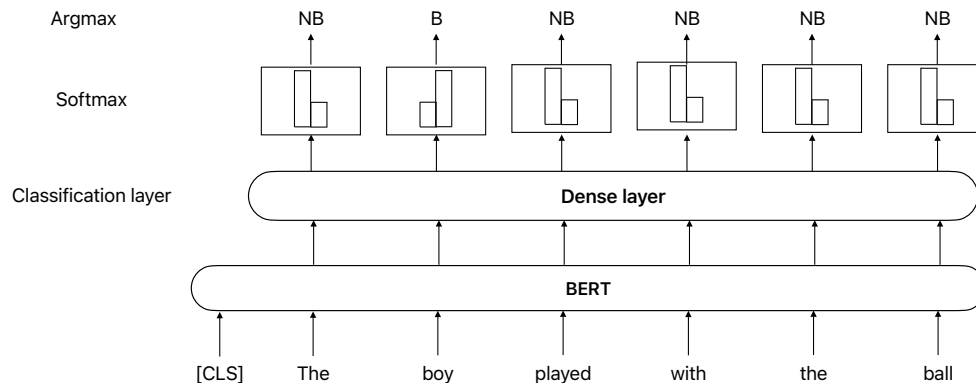 Argmax NB B NB NB NB NB
Softmax
Classification layer Dense layer
BERT
[CLS] The boy played with the ball